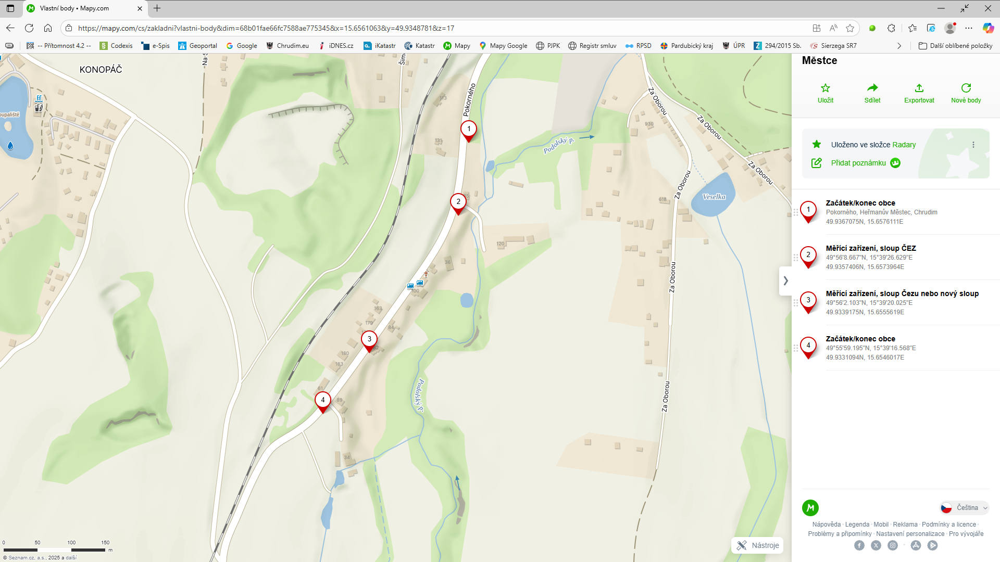 Vlastní body • Mapy.com
https://mapy.com/cs/zakladni?vlastni-body&dim=68b01fae66fc7588ae775345&x=15.6561063&y=49.9348781&z=17
-- Přítomnost 4.2 --
Codexis
e-Spis
Geoportal
Google
Chrudim.eu
iDNES.cz
iKatastr
Katastr
Mapy
Mapy Google
PJPK
Registr smluv
RPSD
Pardubický kraj
ÚPR
294/2015 Sb.
Sierzega SR7
Další oblíbené položky
KONOPÁČ
Pokorného
113
131
1
2
120
36
100
163
179
84
3
180
183
61
4
89
34
Podolský p.
Podolský p.
930
618
Veselka
Za Oborou
Za Oborou
Za Oborou
Za Oborou
Za Oborou
Za Oborou
0 50 100 150 m
© Seznam.cz, a.s., 2025 a další
Nástroje
Městce
Uložit
Sdílet
Exportovat
Nové body
Uloženo ve složce Radary
Přidat poznámku
1
Začátek/konec obce
Pokorného, Heřmanův Městec, Chrudim
49.9367075N, 15.6576111E
2
Měřící zařízení, sloup ČEZ
49°56'8.667"N, 15°39'26.629"E
49.9357406N, 15.6573964E
3
Měřící zařízení, sloup Čezu nebo nový sloup
49°56'2.103"N, 15°39'20.025"E
49.9339175N, 15.6555619E
4
Začátek/konec obce
49°55'59.195"N, 15°39'16.568"E
49.9331094N, 15.6546017E
Čeština
Nápověda · Legenda · Mobil · Reklama · Podmínky a licence ·
Problémy a připomínky · Nastavení personalizace · Pro vývojáře